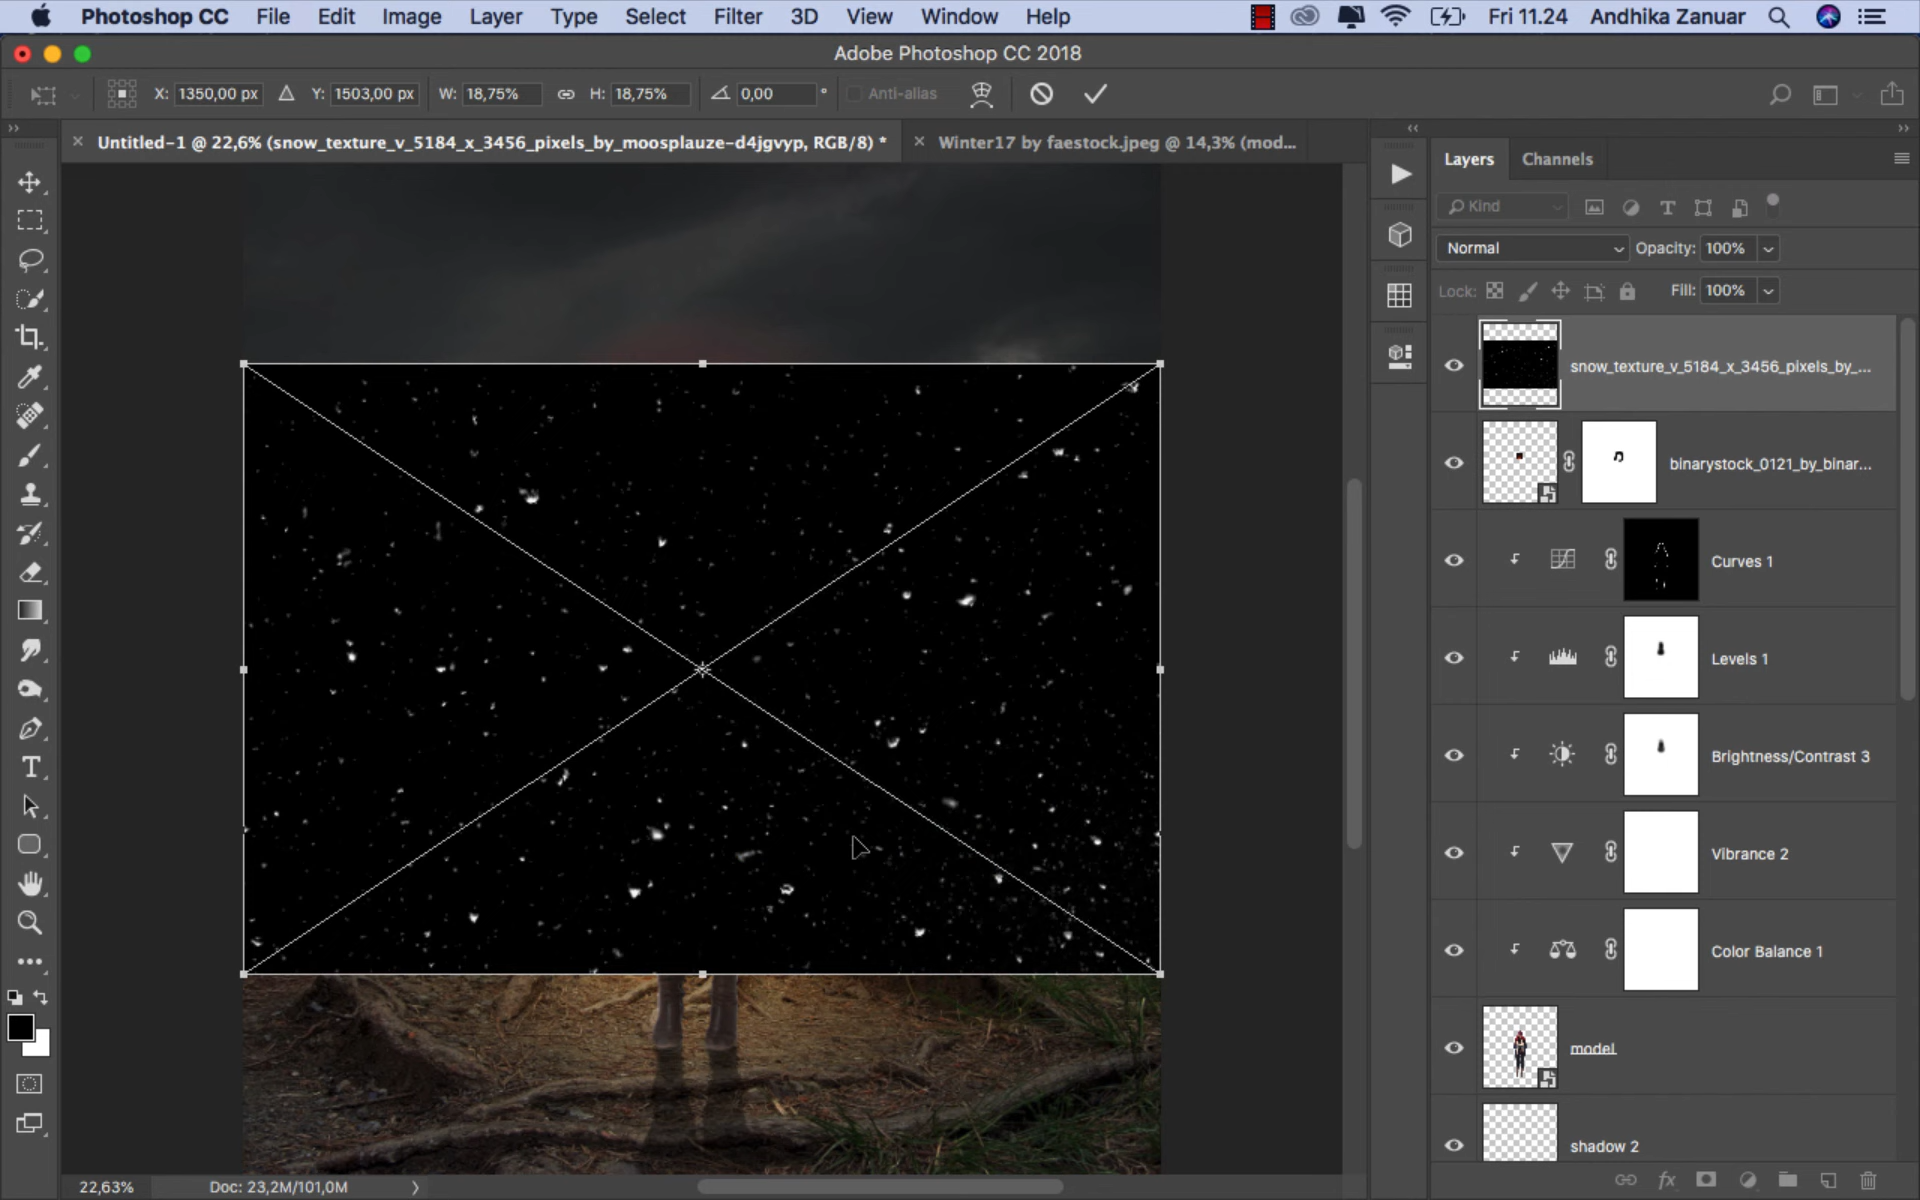 Photoshop CC File Edit Image Layer Type Select Filter 3D View Window Help Fri 11.24 Andhika Zanuar
Adobe Photoshop CC 2018
X: 1350,00 px Y: 1503,00 px W: 18,75% H: 18,75% 0,00 ° Anti-alias
Untitled-1 @ 22,6% (snow_texture_v_5184_x_3456_pixels_by_moosplauze-d4jgvyp, RGB/8) * Winter17 by faestock.jpeg @ 14,3% (mod...
Layers Channels
Kind
Normal Opacity: 100%
Lock: Fill: 100%
snow_texture_v_5184_x_3456_pixels_by_...
binarystock_0121_by_binar...
Curves 1
Levels 1
Brightness/Contrast 3
Vibrance 2
Color Balance 1
model
shadow 2
22,63% Doc: 23,2M/101,0M